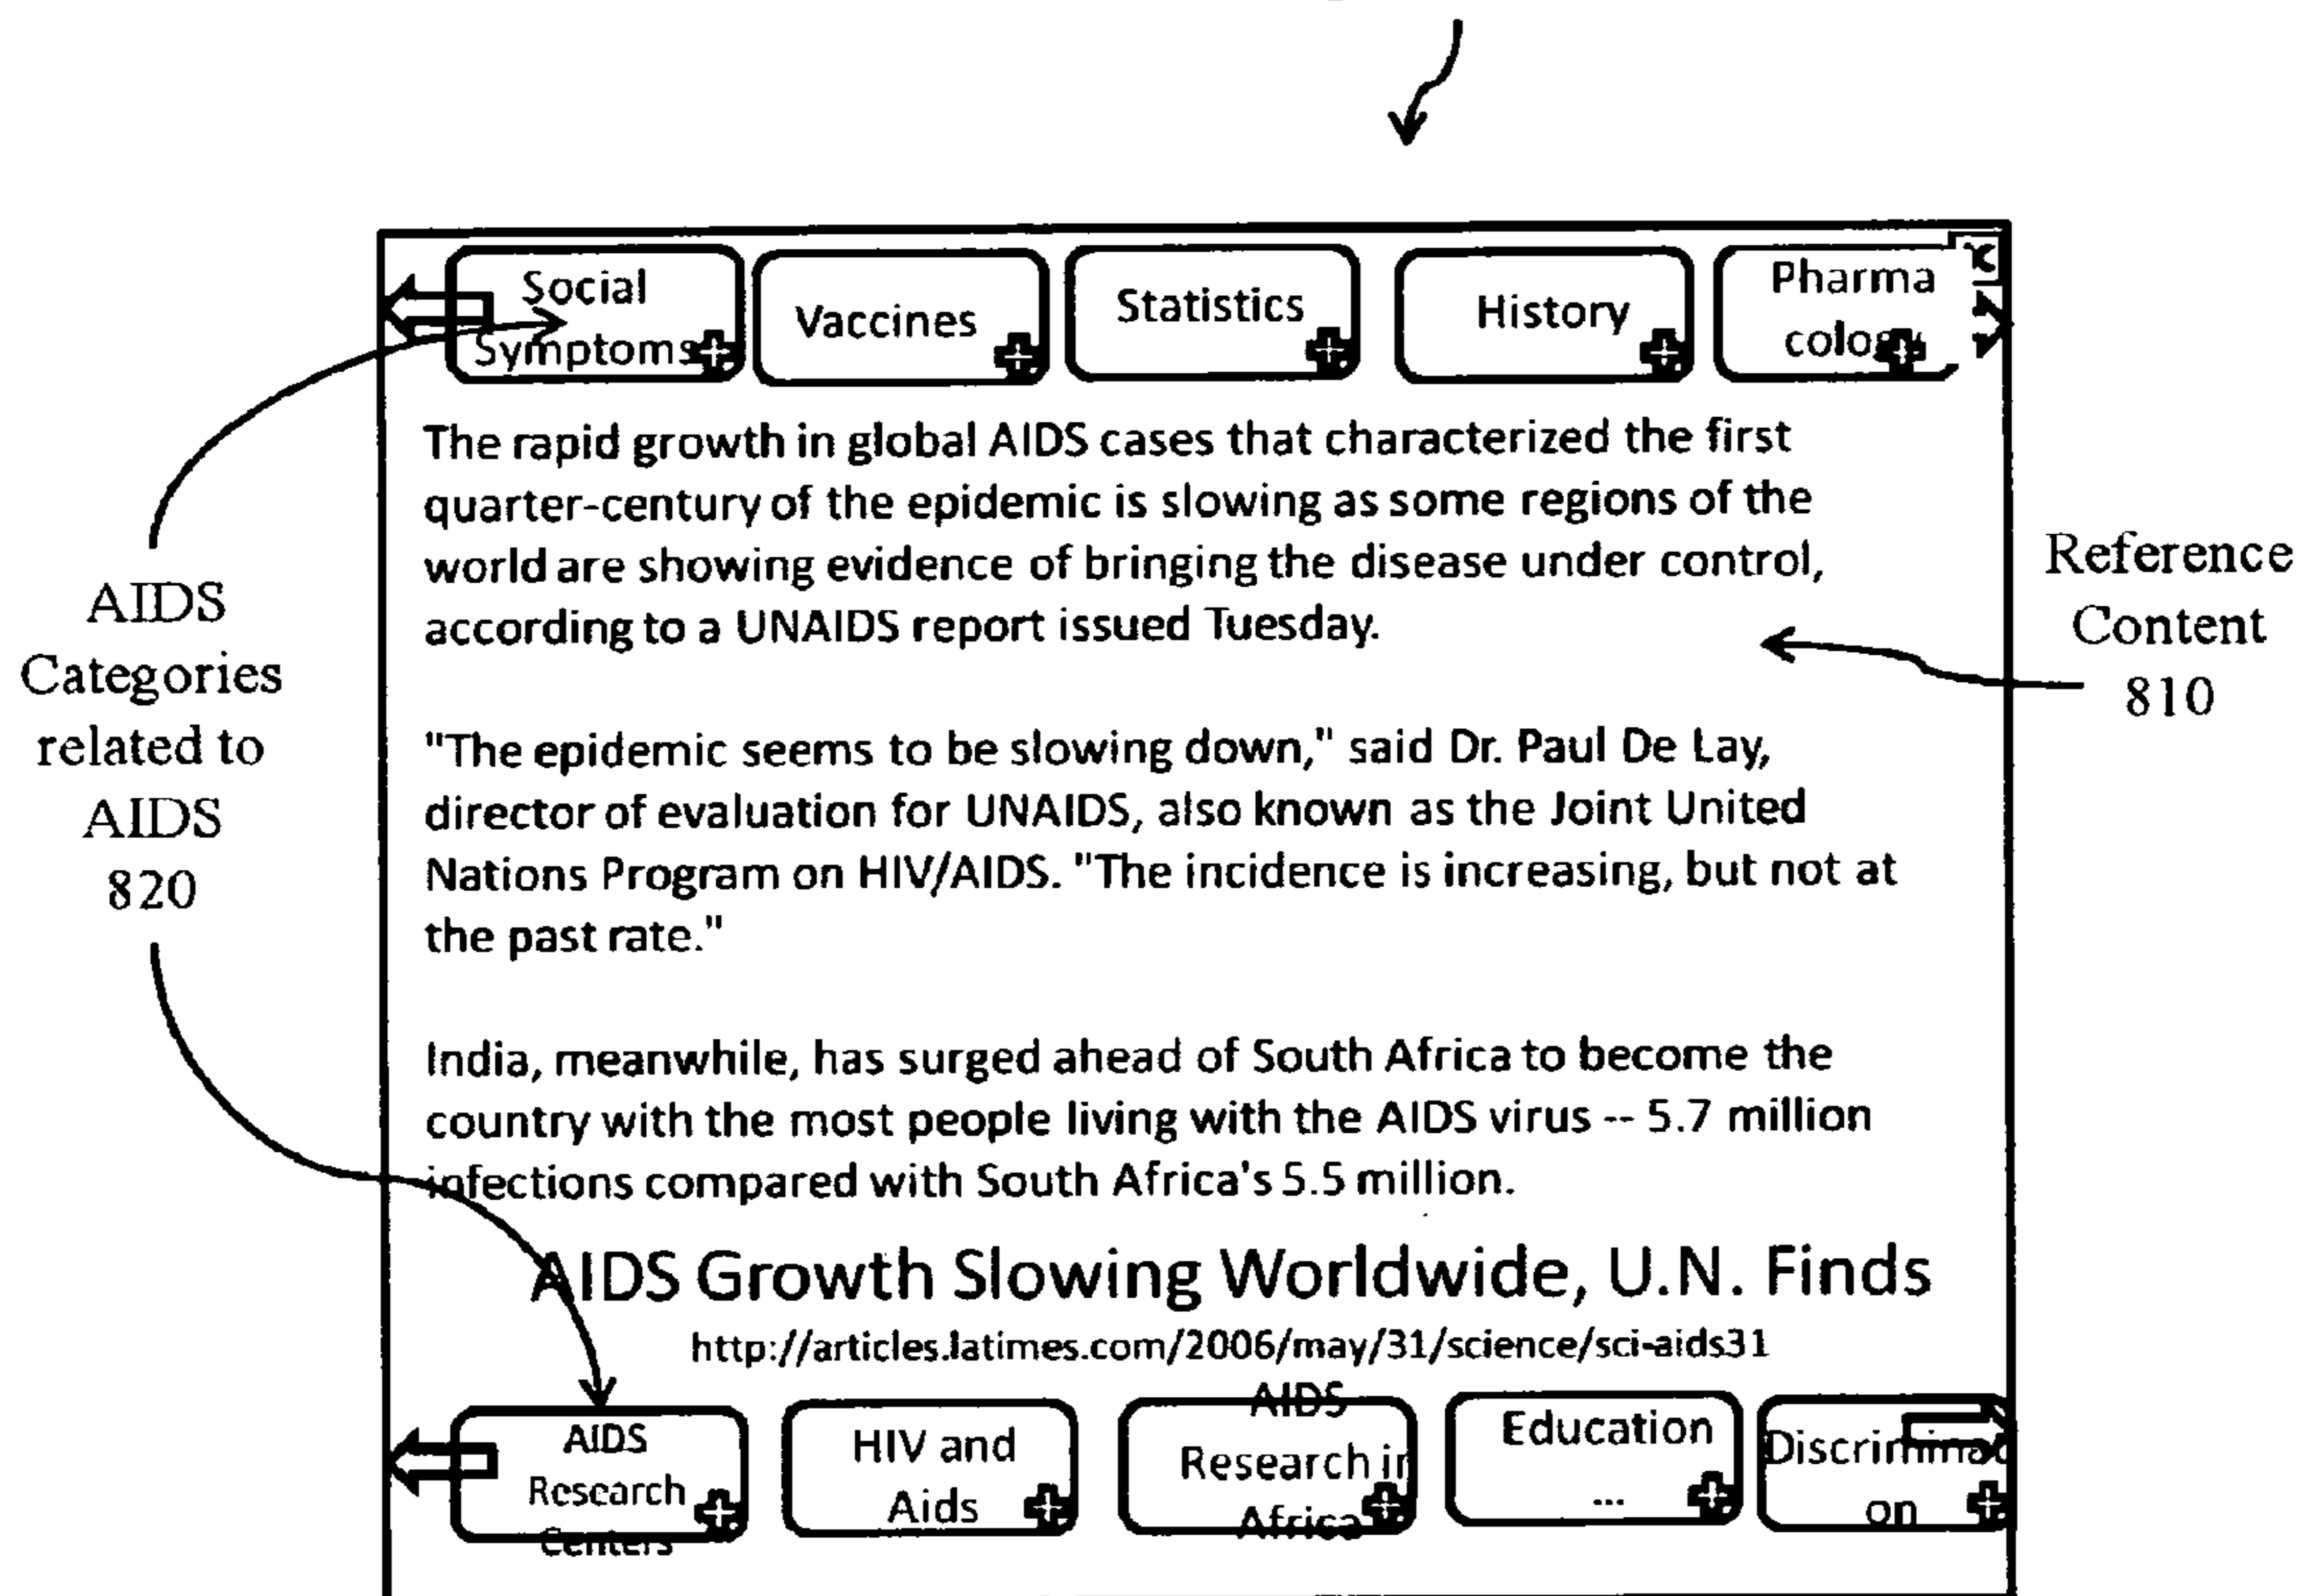 Social
Symptoms
Vaccines
Statistics
History
Pharma
cology
The rapid growth in global AIDS cases that characterized the first
quarter-century of the epidemic is slowing as some regions of the
world are showing evidence of bringing the disease under control,
according to a UNAIDS report issued Tuesday.
"The epidemic seems to be slowing down," said Dr. Paul De Lay,
director of evaluation for UNAIDS, also known as the Joint United
Nations Program on HIV/AIDS. "The incidence is increasing, but not at
the past rate."
India, meanwhile, has surged ahead of South Africa to become the
country with the most people living with the AIDS virus -- 5.7 million
infections compared with South Africa's 5.5 million.
AIDS Growth Slowing Worldwide, U.N. Finds
http://articles.latimes.com/2006/may/31/science/sci-aids31
AIDS
Research
Centers
HIV and
Aids
AIDS
Research in
Africa
Education
...
on
AIDS
Categories
related to
AIDS
820
Reference
Content
810